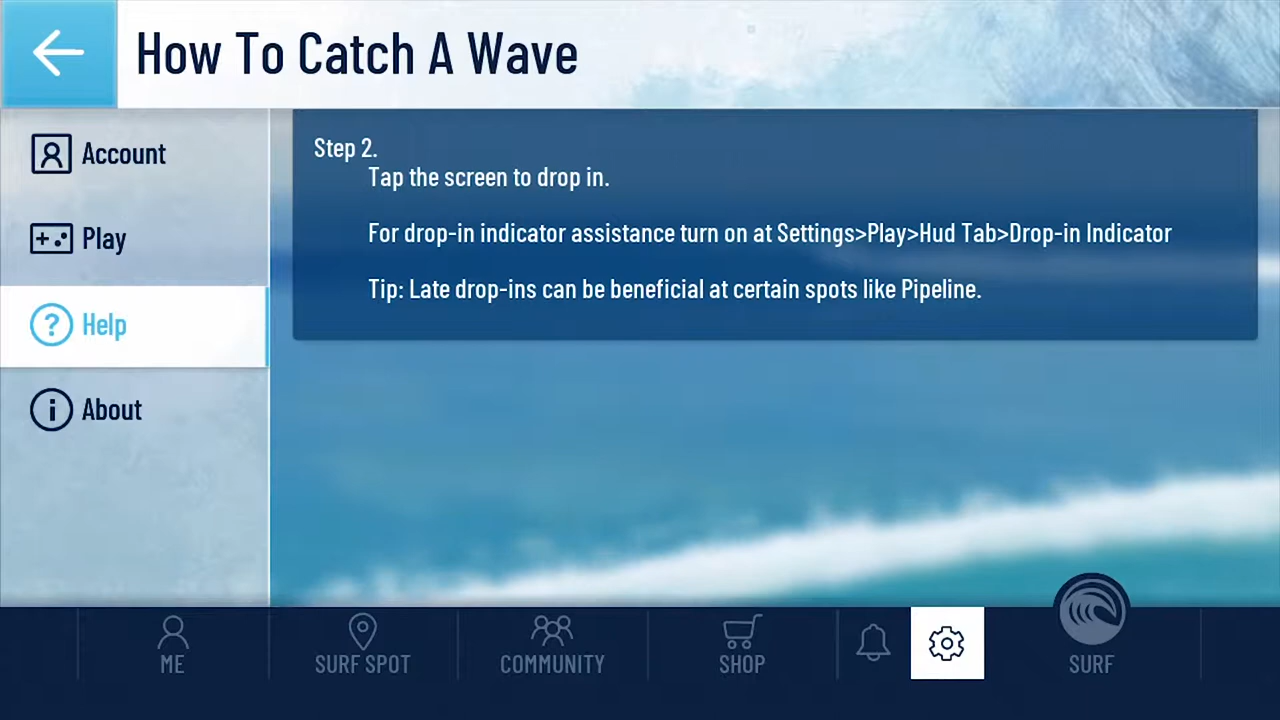 How To Catch A Wave
Account
Play
Help
About
Step 2.
Tap the screen to drop in.
For drop-in indicator assistance turn on at Settings>Play>Hud Tab>Drop-in Indicator
Tip: Late drop-ins can be beneficial at certain spots like Pipeline.
ME
SURF SPOT
COMMUNITY
SHOP
SURF